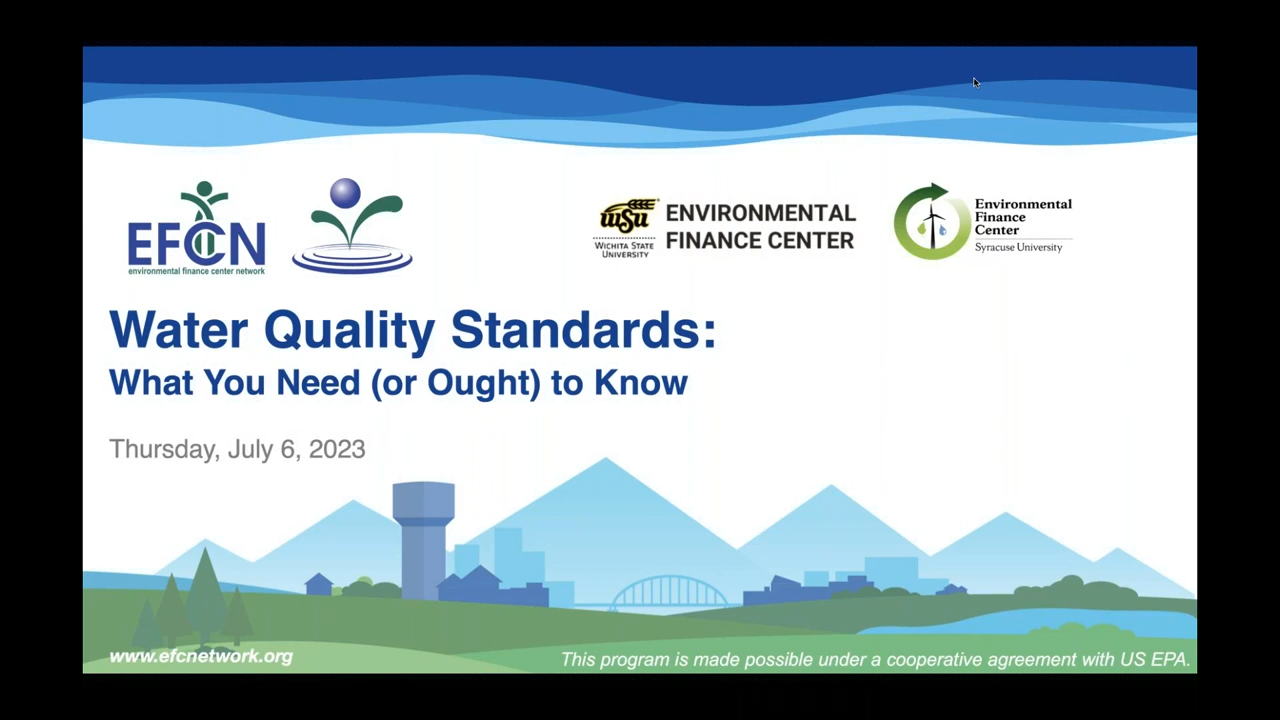 EFCN
environmental finance center network
WSU
WICHITA STATE
UNIVERSITY
ENVIRONMENTAL
FINANCE CENTER
Environmental
Finance
Center
Syracuse University
Water Quality Standards:
What You Need (or Ought) to Know
Thursday, July 6, 2023
www.efcnetwork.org
This program is made possible under a cooperative agreement with US EPA.